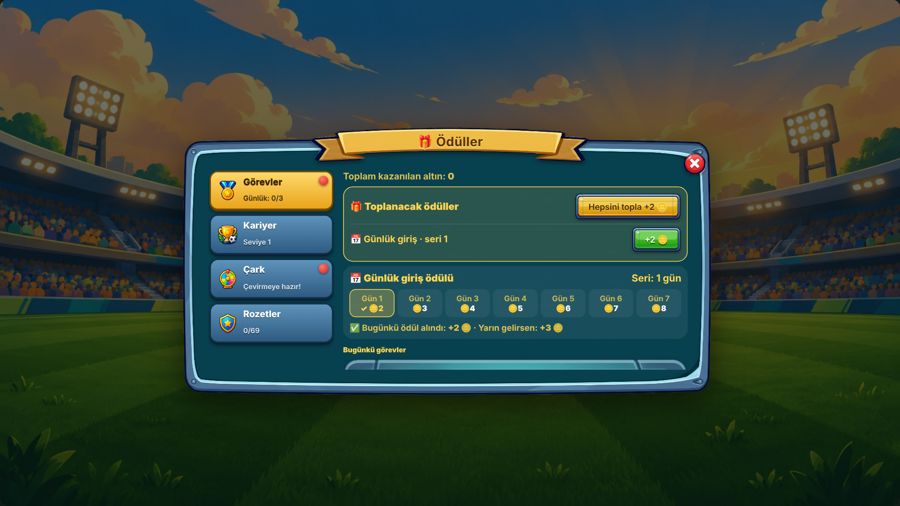 🎁 Ödüller
Görevler
Günlük: 0/3
Kariyer
Seviye 1
Çark
Çevirmeye hazır!
Rozetler
0/69
Toplam kazanılan altın: 0
🎁 Toplanacak ödüller
Hepsini topla +2
📅 Günlük giriş · seri 1
+2
📅 Günlük giriş ödülü
Seri: 1 gün
Gün 1 Gün 2 Gün 3 Gün 4 Gün 5 Gün 6 Gün 7
✓ 2 3 4 5 6 7 8
✅ Bugünkü ödül alındı: +2 · Yarın gelirsen: +3
Bugünkü görevler